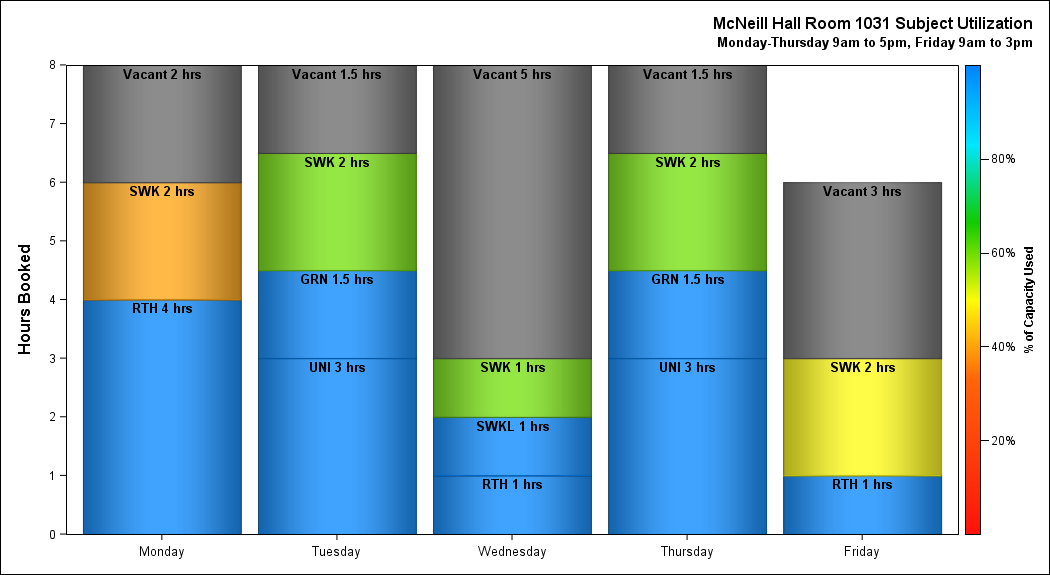 McNeill Hall Room 1031 Subject Utilization
Monday-Thursday 9am to 5pm, Friday 9am to 3pm
Hours Booked
8
7
6
5
4
3
2
1
0
Vacant 2 hrs
SWK 2 hrs
RTH 4 hrs
Vacant 1.5 hrs
SWK 2 hrs
GRN 1.5 hrs
UNI 3 hrs
Vacant 5 hrs
SWK 1 hrs
SWKL 1 hrs
RTH 1 hrs
Vacant 1.5 hrs
SWK 2 hrs
GRN 1.5 hrs
UNI 3 hrs
Vacant 3 hrs
SWK 2 hrs
RTH 1 hrs
Monday
Tuesday
Wednesday
Thursday
Friday
80%
60%
40%
20%
% of Capacity Used